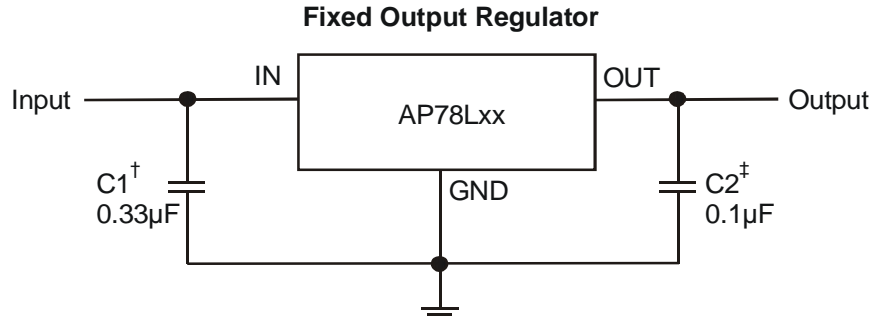 Fixed Output Regulator
IN
OUT
Input
AP78Lxx
Output
C1†
0.33µF
GND
C2‡
0.1µF